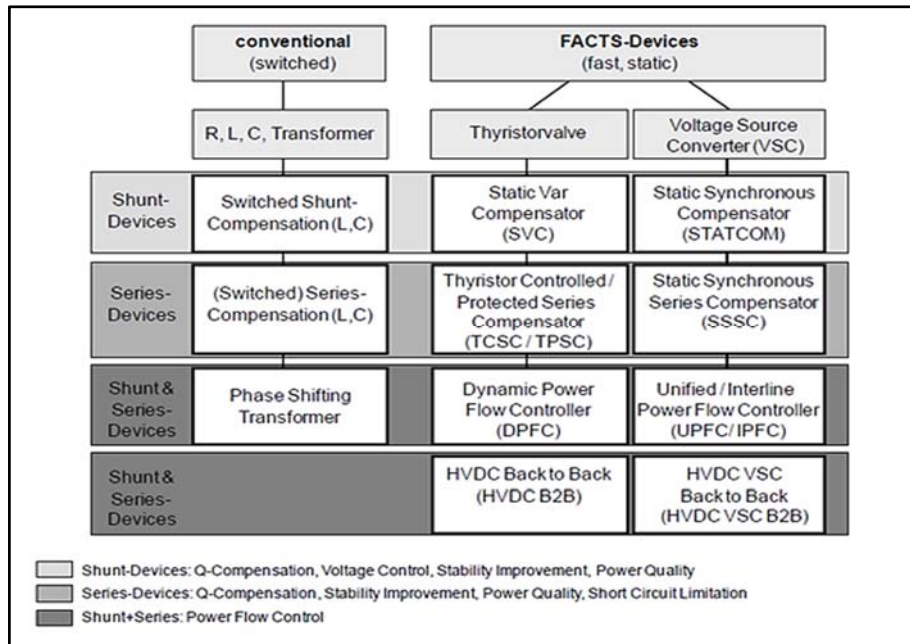 conventional
(switched)
FACTS-Devices
(fast, static)
R, L, C, Transformer
Thyristorvalve
Voltage Source
Converter (VSC)
Shunt-
Devices
Switched Shunt-
Compensation (L,C)
Static Var
Compensator
(SVC)
Static Synchronous
Compensator
(STATCOM)
Series-
Devices
(Switched) Series-
Compensation (L,C)
Thyristor Controlled /
Protected Series
Compensator
(TCSC / TPSC)
Static Synchronous
Series Compensator
(SSSC)
Shunt &
Series-
Devices
Phase Shifting
Transformer
Dynamic Power
Flow Controller
(DPFC)
Unified / Interline
Power Flow Controller
(UPFC/ IPFC)
Shunt &
Series-
Devices
HVDC Back to Back
(HVDC B2B)
HVDC VSC
Back to Back
(HVDC VSC B2B)
Shunt-Devices: Q-Compensation, Voltage Control, Stability Improvement, Power Quality
Series-Devices: Q-Compensation, Stability Improvement, Power Quality, Short Circuit Limitation
Shunt+Series: Power Flow Control